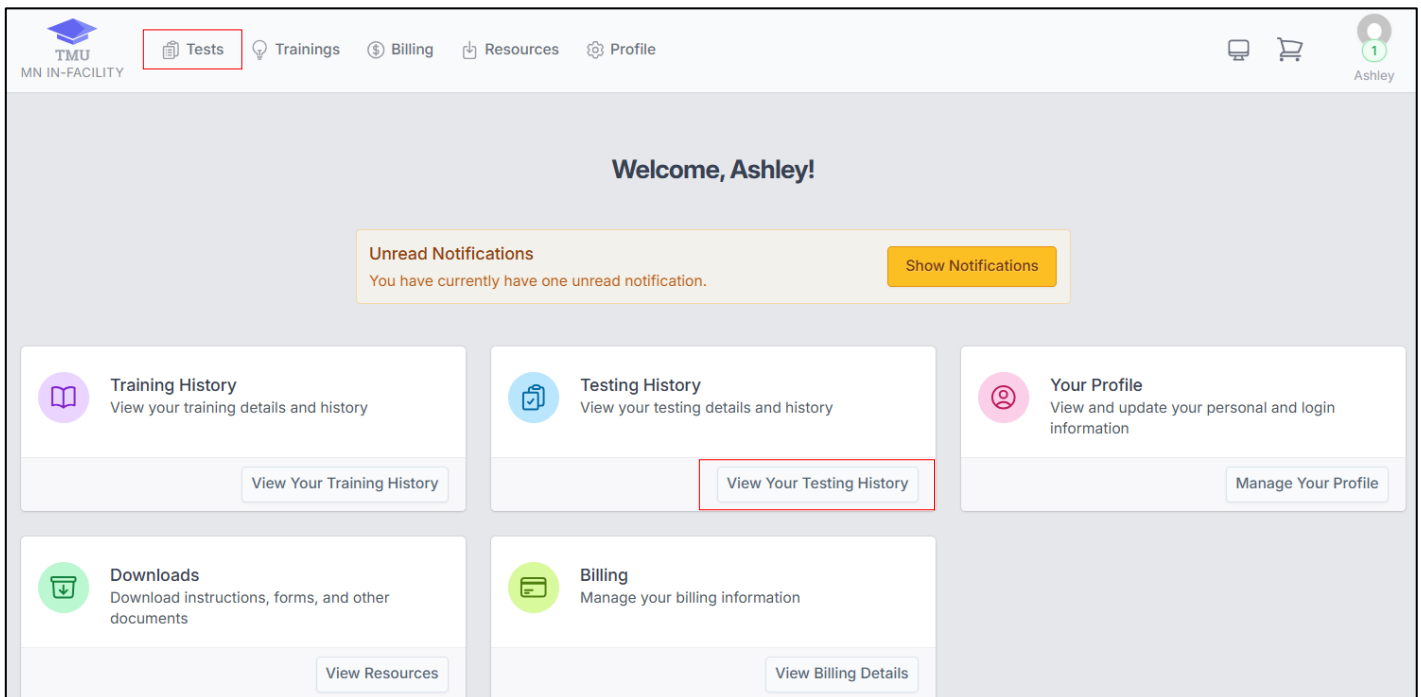 TMU
MN IN-FACILITY
Tests
Trainings
Billing
Resources
Profile
1
Ashley
Welcome, Ashley!
Unread Notifications
You have currently have one unread notification.
Show Notifications
Training History
View your training details and history
View Your Training History
Testing History
View your testing details and history
View Your Testing History
Your Profile
View and update your personal and login
information
Manage Your Profile
Downloads
Download instructions, forms, and other
documents
View Resources
Billing
Manage your billing information
View Billing Details